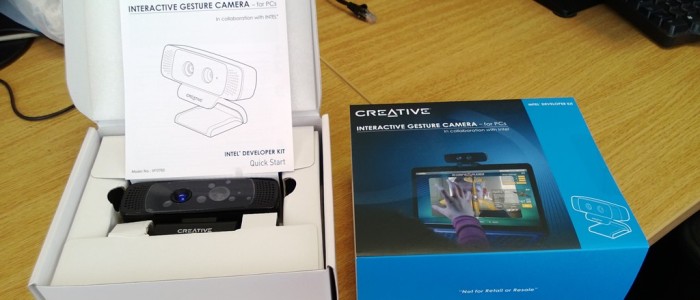 INTERACTIVE GESTURE CAMERA – for PCs
In collaboration with Intel®
CREATIVE
INTEL® DEVELOPER KIT
Quick Start
CREATIVE
CREATIVE
INTEL® DEVELOPER KIT
INTERACTIVE GESTURE CAMERA – for PCs
In collaboration with Intel
"Not for Retail or Resale"